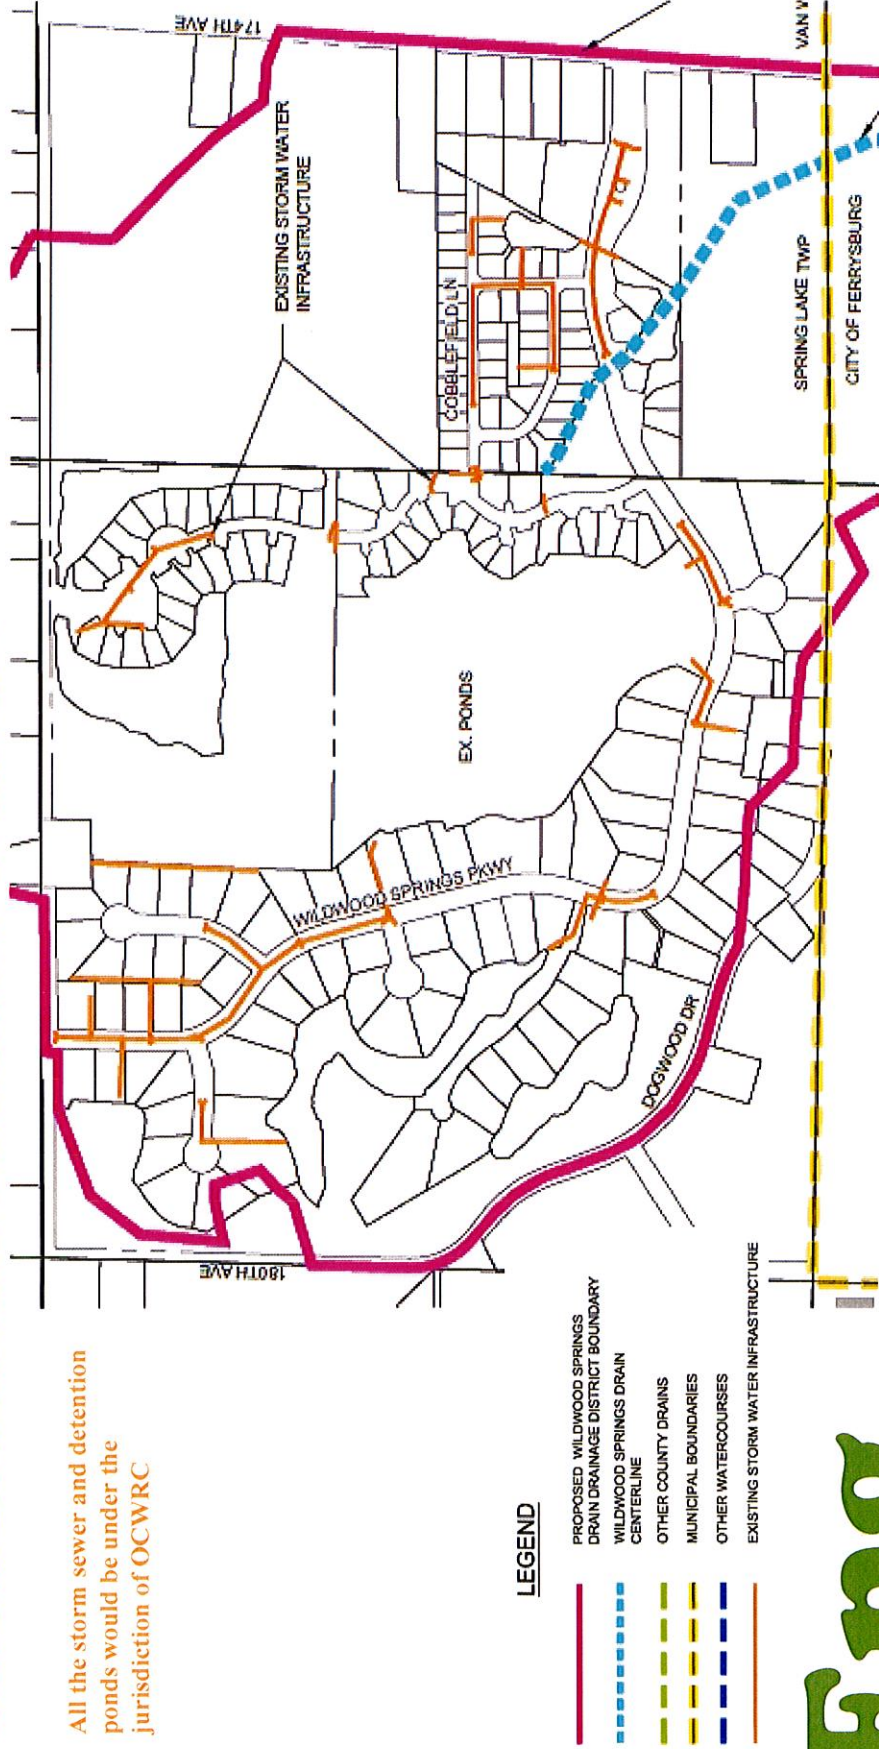 All the storm sewer and detention
ponds would be under the
jurisdiction of OCWRC
174TH AVE
EXISTING STORM WATER
INFRASTRUCTURE
COBBLEFIELD LN
SPRING LAKE TWP
CITY OF FERRYSBURG
EX. PONDS
WILDWOOD SPRINGS PKWY
DOGWOOD DR
180TH AVE
LEGEND
PROPOSED WILDWOOD SPRINGS
DRAIN DRAINAGE DISTRICT BOUNDARY
WILDWOOD SPRINGS DRAIN
CENTERLINE
OTHER COUNTY DRAINS
MUNICIPAL BOUNDARIES
OTHER WATERCOURSES
EXISTING STORM WATER INFRASTRUCTURE